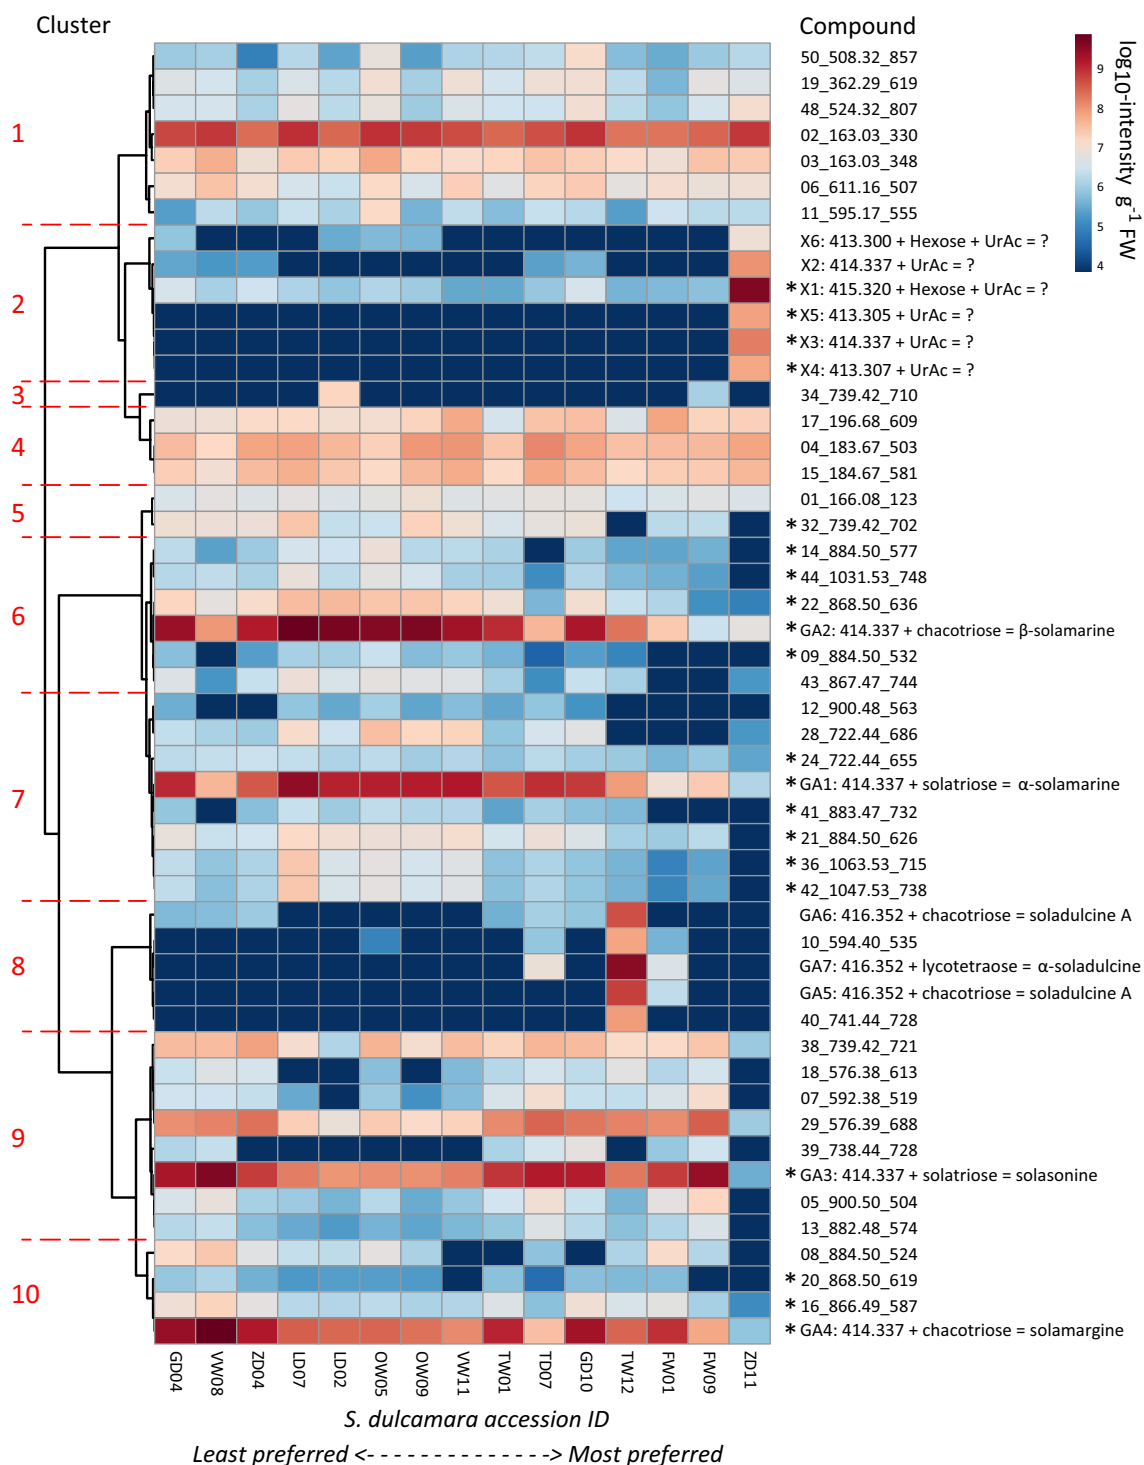 Cluster
Compound
1
2
3
4
5
6
7
8
9
10
50_508.32_857
19_362.29_619
48_524.32_807
02_163.03_330
03_163.03_348
06_611.16_507
11_595.17_555
X6: 413.300 + Hexose + UrAc = ?
X2: 414.337 + UrAc = ?
*X1: 415.320 + Hexose + UrAc = ?
*X5: 413.305 + UrAc = ?
*X3: 414.337 + UrAc = ?
*X4: 413.307 + UrAc = ?
34_739.42_710
17_196.68_609
04_183.67_503
15_184.67_581
01_166.08_123
*32_739.42_702
*14_884.50_577
*44_1031.53_748
*22_868.50_636
*GA2: 414.337 + chacotriose = β-solamarine
*09_884.50_532
43_867.47_744
12_900.48_563
28_722.44_686
*24_722.44_655
*GA1: 414.337 + solatriose = α-solamarine
*41_883.47_732
*21_884.50_626
*36_1063.53_715
*42_1047.53_738
GA6: 416.352 + chacotriose = soladulcine A
10_594.40_535
GA7: 416.352 + lycotetraose = α-soladulcine
GA5: 416.352 + chacotriose = soladulcine A
40_741.44_728
38_739.42_721
18_576.38_613
07_592.38_519
29_576.39_688
39_738.44_728
*GA3: 414.337 + solatriose = solasonine
05_900.50_504
13_882.48_574
08_884.50_524
*20_868.50_619
*16_866.49_587
*GA4: 414.337 + chacotriose = solamargine
9
8
7
6
5
4
log10-intensity g-1 FW
GD04
VW08
ZD04
LD07
LD02
OW05
OW09
VW11
TW01
TD07
GD10
TW12
FW01
FW09
ZD11
S. dulcamara accession ID
Least preferred <- - - - - - - - - - - - - -> Most preferred